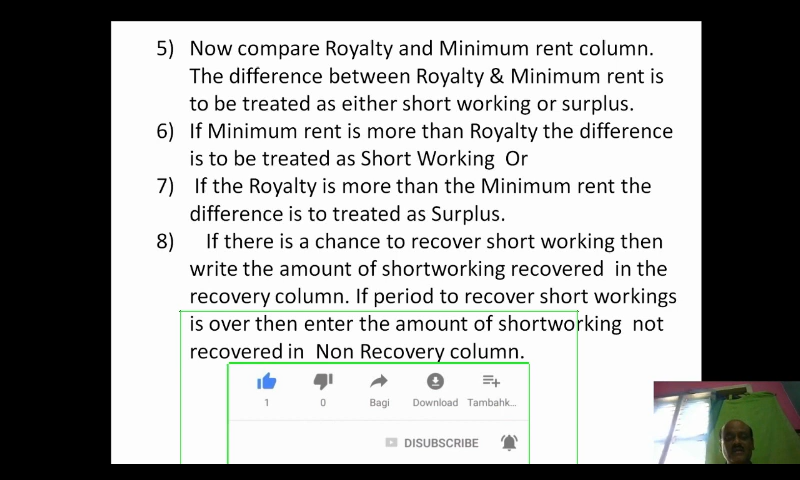 5) Now compare Royalty and Minimum rent column.
The difference between Royalty & Minimum rent is
to be treated as either short working or surplus.
6) If Minimum rent is more than Royalty the difference
is to be treated as Short Working Or
7) If the Royalty is more than the Minimum rent the
difference is to treated as Surplus.
8) If there is a chance to recover short working then
write the amount of shortworking recovered in the
recovery column. If period to recover short workings
is over then enter the amount of shortworking not
recovered in Non Recovery column.
1 0 Bagi Download Tambahk...
DISUBSCRIBE